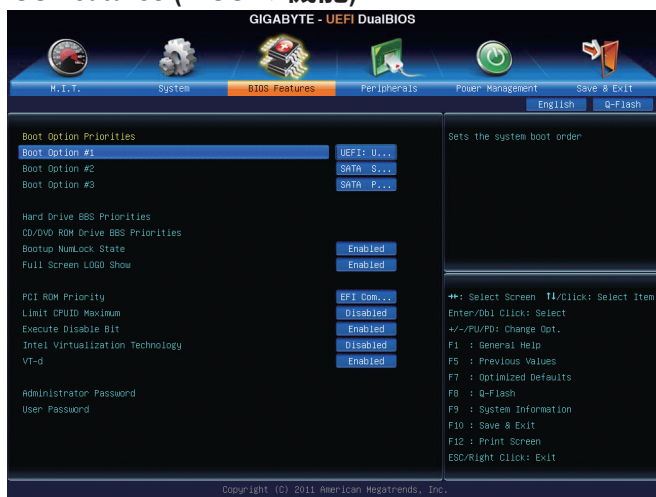 GIGABYTE - UEFI DualBIOS
M.I.T.
System
BIOS Features
Peripherals
Power Management
Save & Exit
English
Q-Flash
Boot Option Priorities
Boot Option #1 UEFI: U...
Boot Option #2 SATA S...
Boot Option #3 SATA P...
Hard Drive BBS Priorities
CD/DVD ROM Drive BBS Priorities
Bootup NumLock State Enabled
Full Screen LOGO Show Enabled
PCI ROM Priority EFI Com...
Limit CPUID Maximum Disabled
Execute Disable Bit Enabled
Intel Virtualization Technology Disabled
VT-d Enabled
Administrator Password
User Password
Sets the system boot order
→←: Select Screen ↑↓/Click: Select Item
Enter/Dbl Click: Select
+/-/PU/PD: Change Opt.
F1 : General Help
F5 : Previous Values
F7 : Optimized Defaults
F8 : Q-Flash
F9 : System Information
F10 : Save & Exit
F12 : Print Screen
ESC/Right Click: Exit
Copyright (C) 2011 American Megatrends, Inc.